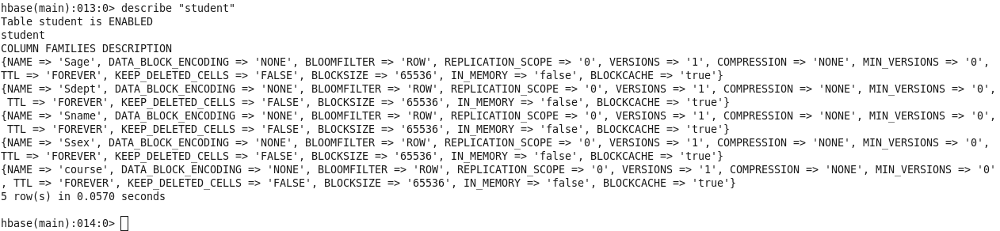 hbase(main):013:0> describe "student"
Table student is ENABLED
student
COLUMN FAMILIES DESCRIPTION
{NAME => 'Sage', DATA_BLOCK_ENCODING => 'NONE', BLOOMFILTER => 'ROW', REPLICATION_SCOPE => '0', VERSIONS => '1', COMPRESSION => 'NONE', MIN_VERSIONS => '0',
TTL => 'FOREVER', KEEP_DELETED_CELLS => 'FALSE', BLOCKSIZE => '65536', IN_MEMORY => 'false', BLOCKCACHE => 'true'}
{NAME => 'Sdept', DATA_BLOCK_ENCODING => 'NONE', BLOOMFILTER => 'ROW', REPLICATION_SCOPE => '0', VERSIONS => '1', COMPRESSION => 'NONE', MIN_VERSIONS => '0',
 TTL => 'FOREVER', KEEP_DELETED_CELLS => 'FALSE', BLOCKSIZE => '65536', IN_MEMORY => 'false', BLOCKCACHE => 'true'}
{NAME => 'Sname', DATA_BLOCK_ENCODING => 'NONE', BLOOMFILTER => 'ROW', REPLICATION_SCOPE => '0', VERSIONS => '1', COMPRESSION => 'NONE', MIN_VERSIONS => '0',
 TTL => 'FOREVER', KEEP_DELETED_CELLS => 'FALSE', BLOCKSIZE => '65536', IN_MEMORY => 'false', BLOCKCACHE => 'true'}
{NAME => 'Ssex', DATA_BLOCK_ENCODING => 'NONE', BLOOMFILTER => 'ROW', REPLICATION_SCOPE => '0', VERSIONS => '1', COMPRESSION => 'NONE', MIN_VERSIONS => '0',
TTL => 'FOREVER', KEEP_DELETED_CELLS => 'FALSE', BLOCKSIZE => '65536', IN_MEMORY => 'false', BLOCKCACHE => 'true'}
{NAME => 'course', DATA_BLOCK_ENCODING => 'NONE', BLOOMFILTER => 'ROW', REPLICATION_SCOPE => '0', VERSIONS => '1', COMPRESSION => 'NONE', MIN_VERSIONS => '0'
, TTL => 'FOREVER', KEEP_DELETED_CELLS => 'FALSE', BLOCKSIZE => '65536', IN_MEMORY => 'false', BLOCKCACHE => 'true'}
5 row(s) in 0.0570 seconds
hbase(main):014:0>